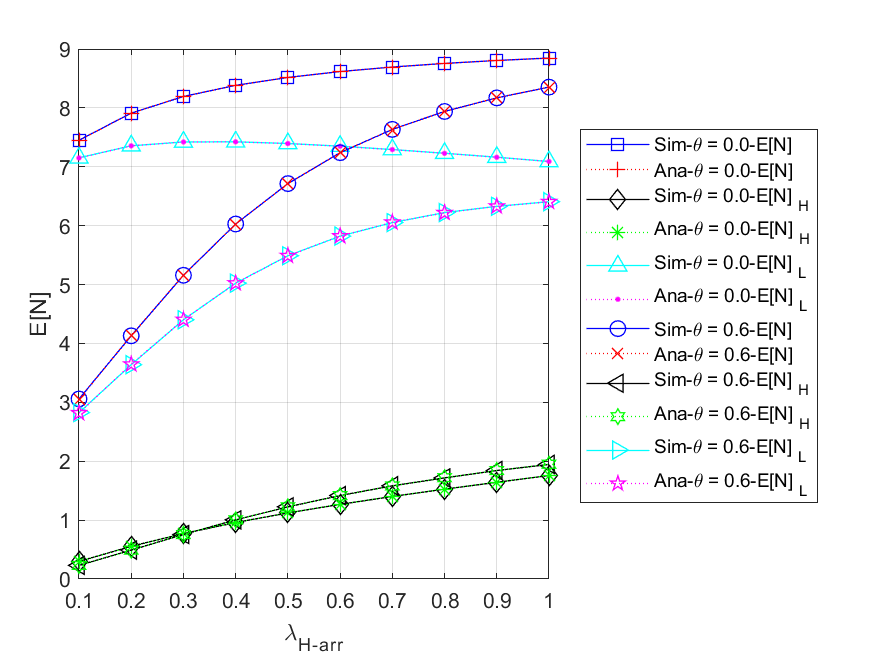 9
8
7
6
5
4
3
2
1
0
E[N]
0.1 0.2 0.3 0.4 0.5 0.6 0.7 0.8 0.9 1
λH-arr
Sim-θ = 0.0-E[N]
Ana-θ = 0.0-E[N]
Sim-θ = 0.0-E[N] H
Ana-θ = 0.0-E[N] H
Sim-θ = 0.0-E[N] L
Ana-θ = 0.0-E[N] L
Sim-θ = 0.6-E[N]
Ana-θ = 0.6-E[N]
Sim-θ = 0.6-E[N] H
Ana-θ = 0.6-E[N] H
Sim-θ = 0.6-E[N] L
Ana-θ = 0.6-E[N] L